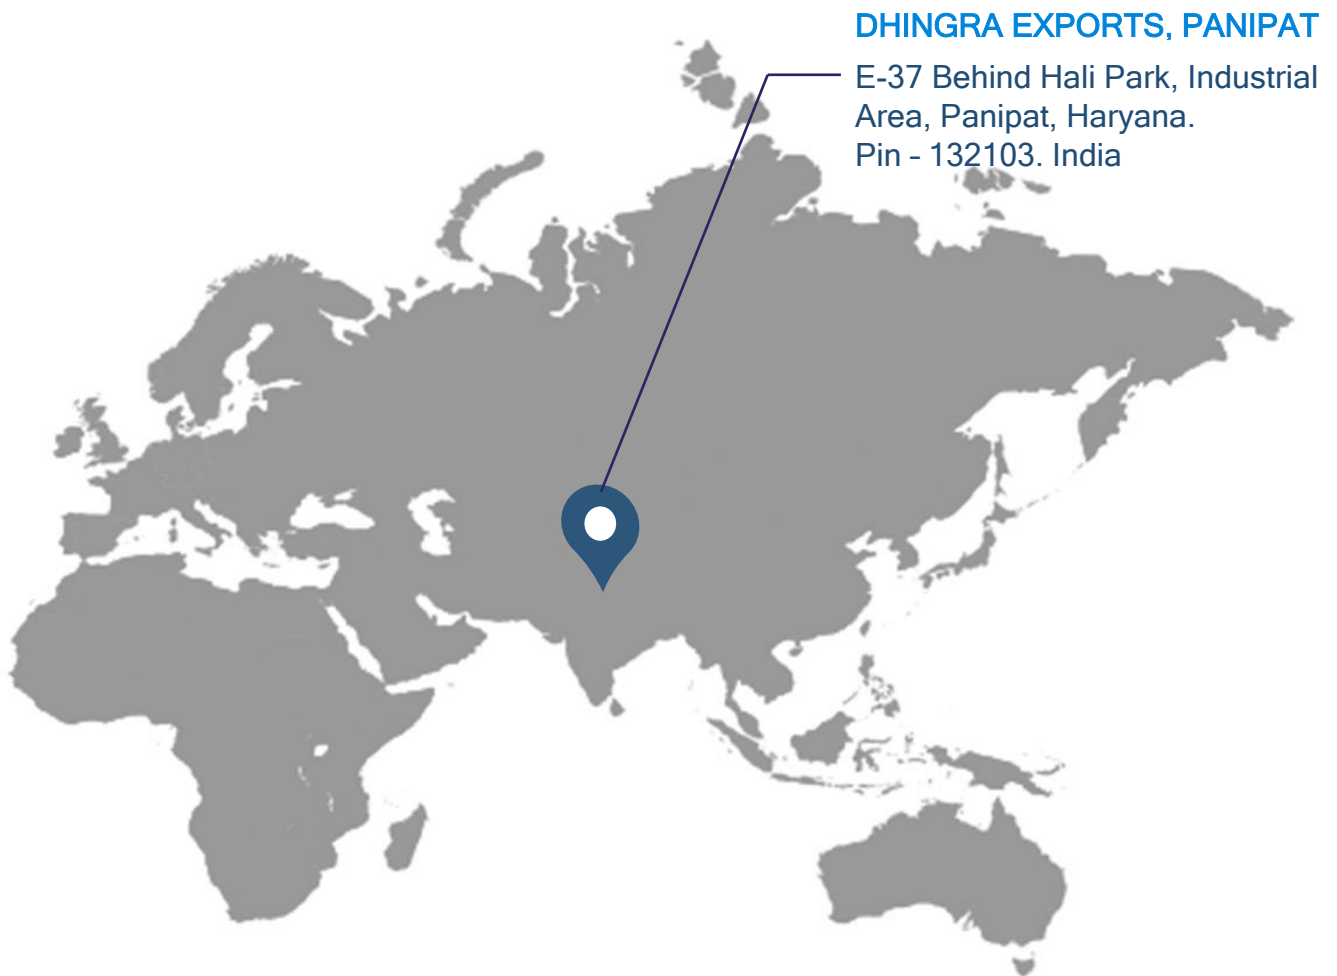 DHINGRA EXPORTS, PANIPAT
E-37 Behind Hali Park, Industrial
Area, Panipat, Haryana.
Pin - 132103. India